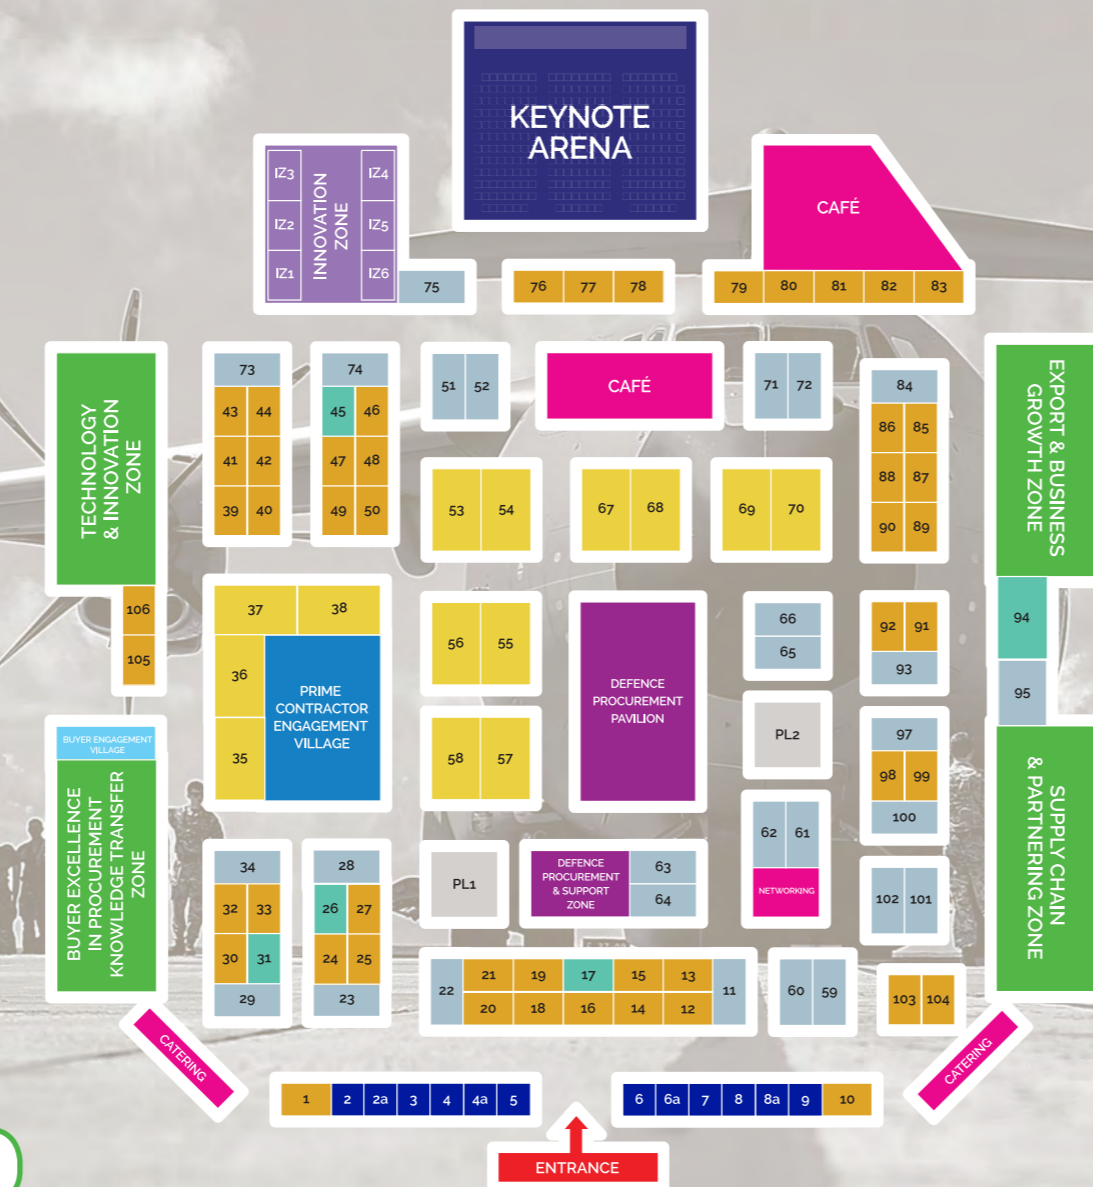 KEYNOTE
ARENA
IZ3
IZ4
IZ2
IZ5
IZ1
IZ6
INNOVATION
ZONE
CAFÉ
75
76 77 78
79 80 81 82 83
73
43 44
41 42
39 40
74
45 46
47 48
49 50
51 52
CAFÉ
71 72
84
86 85
88 87
90 89
TECHNOLOGY
& INNOVATION
ZONE
EXPORT & BUSINESS
GROWTH ZONE
53 54
67 68
69 70
106
105
37 38
36
35
PRIME
CONTRACTOR
ENGAGEMENT
VILLAGE
56 55
58 57
DEFENCE
PROCUREMENT
PAVILION
66
65
PL2
92 91
93
94
95
97
98 99
100
BUYER ENGAGEMENT
VILLAGE
BUYER EXCELLENCE
IN PROCUREMENT
KNOWLEDGE TRANSFER
ZONE
SUPPLY CHAIN
& PARTNERING ZONE
34
32 33
30 31
29
28
26 27
24 25
23
PL1
DEFENCE
PROCUREMENT
& SUPPORT
ZONE
63
64
62 61
NETWORKING
102 101
22
21 19 17 15 13
20 18 16 14 12
11
60 59
103 104
CATERING
CATERING
1 2 2a 3 4 4a 5
6 6a 7 8 8a 9 10
ENTRANCE